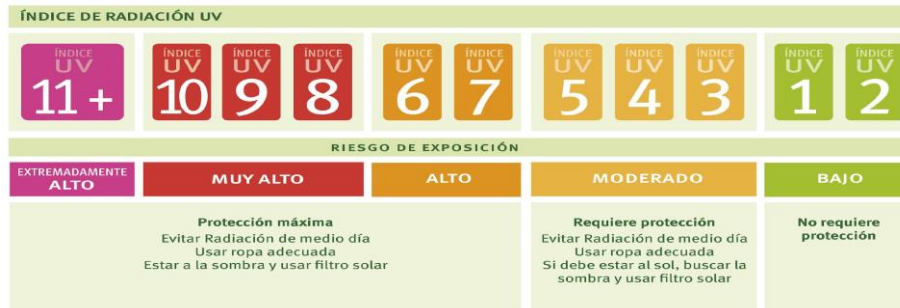 ÍNDICE DE RADIACIÓN UV
ÍNDICE UV 11+
ÍNDICE UV 10
ÍNDICE UV 9
ÍNDICE UV 8
ÍNDICE UV 6
ÍNDICE UV 7
ÍNDICE UV 5
ÍNDICE UV 4
ÍNDICE UV 3
ÍNDICE UV 1
ÍNDICE UV 2
RIESGO DE EXPOSICIÓN
EXTREMADAMENTE
ALTO
MUY ALTO
ALTO
MODERADO
BAJO
Protección máxima
Evitar Radiación de medio día
Usar ropa adecuada
Estar a la sombra y usar filtro solar
Requiere protección
Evitar Radiación de medio día
Usar ropa adecuada
Si debe estar al sol, buscar la
sombra y usar filtro solar
No requiere
protección